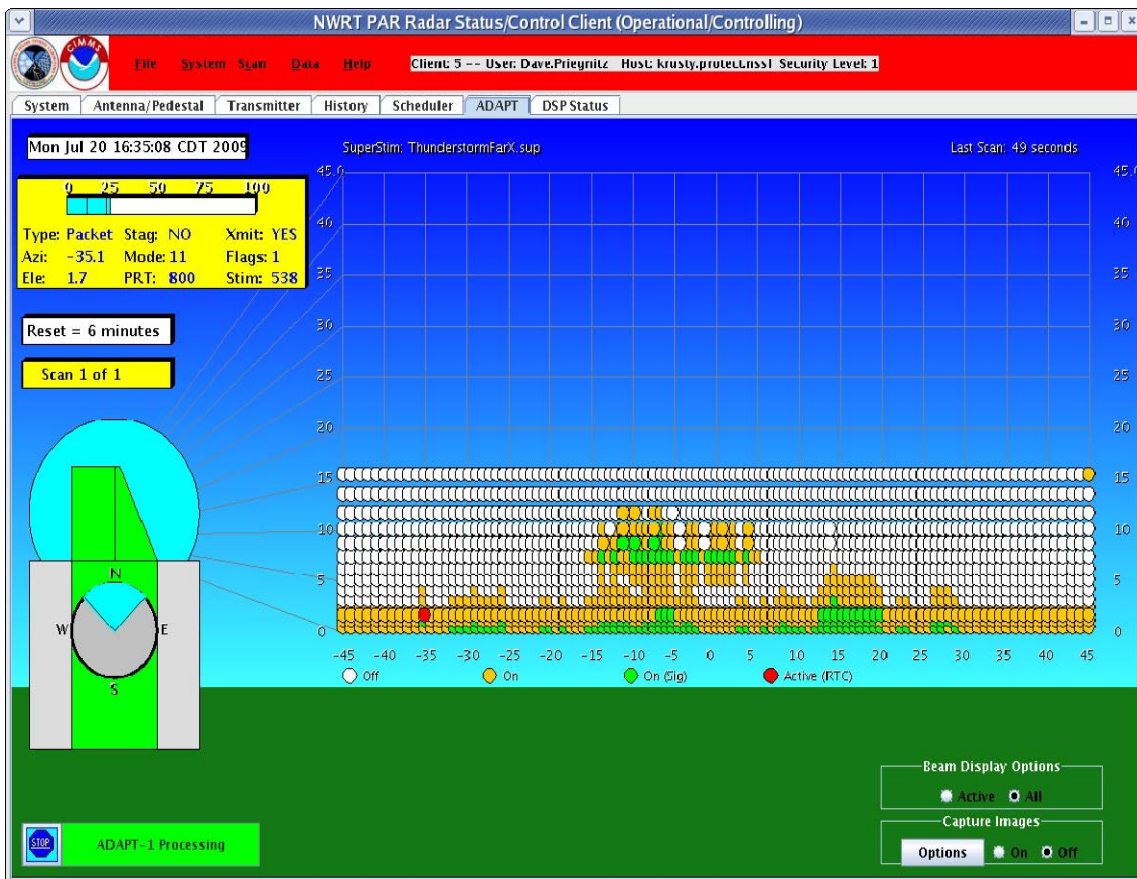 NWRT PAR Radar Status/Control Client (Operational/Controlling)
CIMMS
File System Scan Data Help Client: 5 -- User: Dave.Priegnitz Host: krusty.protect.nssl Security Level: 1
System Antenna/Pedestal Transmitter History Scheduler ADAPT DSP Status
Mon Jul 20 16:35:08 CDT 2009
SuperStim: ThunderstormFarX.sup
Last Scan: 49 seconds
0 25 50 75 100
Type: Packet Stag: NO Xmit: YES
Azi: -35.1 Mode: 11 Flags: 1
Ele: 1.7 PRT: 800 Stim: 538
Reset = 6 minutes
Scan 1 of 1
45.0 45.0
40 40
35 35
30 30
25 25
20 20
15 15
10 10
5 5
0 0
-45 -40 -35 -30 -25 -20 -15 -10 -5 0 5 10 15 20 25 30 35 40 45
Off On On (Sig) Active (RTC)
N
W E
S
Beam Display Options
Active All
Capture Images
Options On Off
STOP
ADAPT-1 Processing